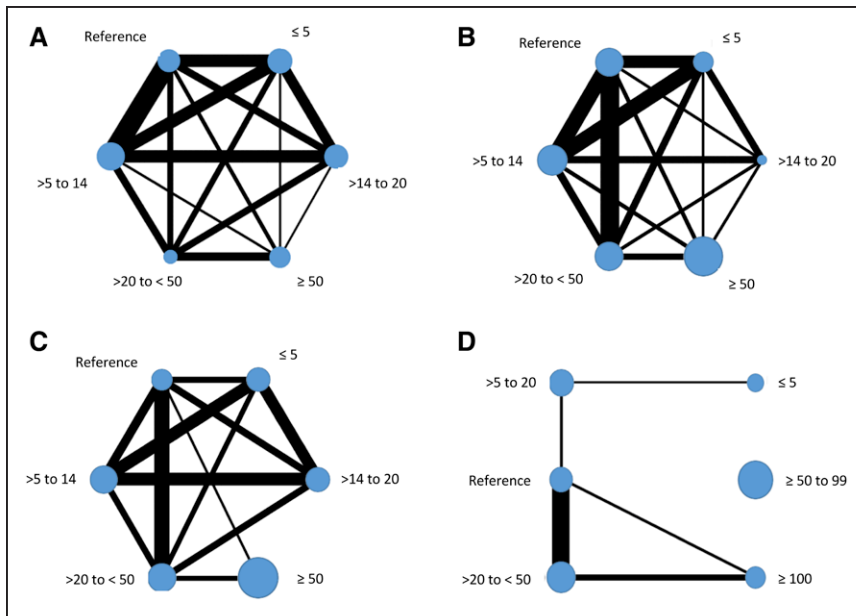 A
Reference
≤ 5
>5 to 14
>14 to 20
>20 to < 50
≥ 50
B
Reference
≤ 5
>5 to 14
>14 to 20
>20 to < 50
≥ 50
C
Reference
≤ 5
>5 to 14
>14 to 20
>20 to < 50
≥ 50
D
>5 to 20
≤ 5
Reference
≥ 50 to 99
>20 to < 50
≥ 100